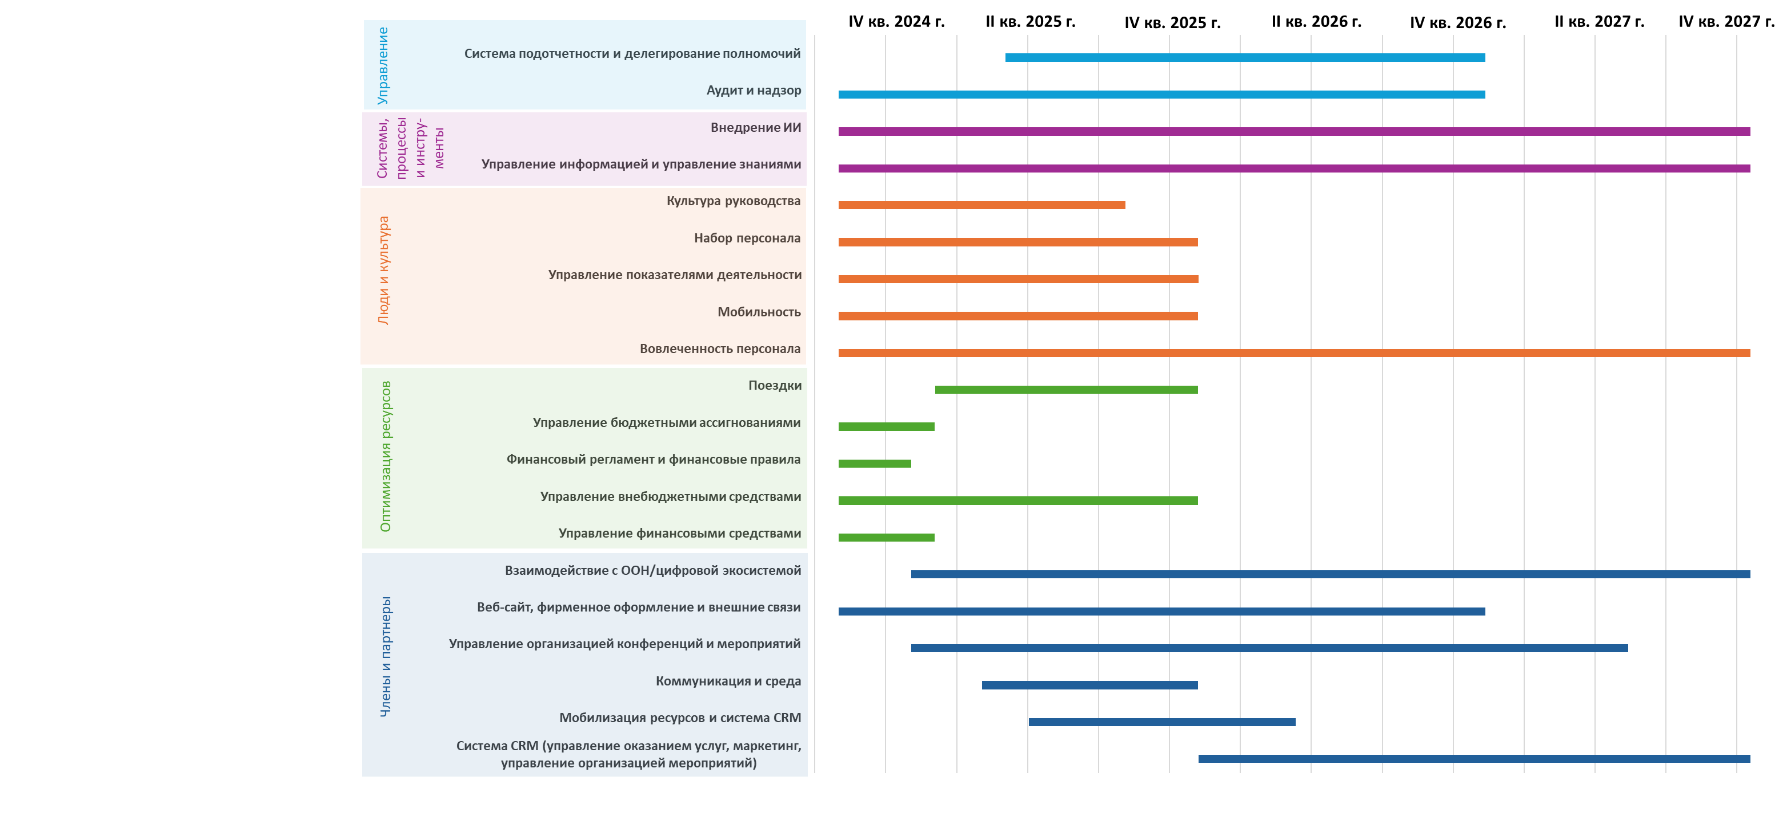 IV кв. 2024 г. II кв. 2025 г. IV кв. 2025 г. II кв. 2026 г. IV кв. 2026 г. II кв. 2027 г. IV кв. 2027 г.
Управление
Система подотчетности и делегирование полномочий
Аудит и надзор
Системы,
процессы
и инстру-
менты
Внедрение ИИ
Управление информацией и управление знаниями
Люди и культура
Культура руководства
Набор персонала
Управление показателями деятельности
Мобильность
Вовлеченность персонала
Оптимизация ресурсов
Поездки
Управление бюджетными ассигнованиями
Финансовый регламент и финансовые правила
Управление внебюджетными средствами
Управление финансовыми средствами
Члены и партнеры
Взаимодействие с ООН/цифровой экосистемой
Веб-сайт, фирменное оформление и внешние связи
Управление организацией конференций и мероприятий
Коммуникация и среда
Мобилизация ресурсов и система CRM
Система CRM (управление оказанием услуг, маркетинг,
управление организацией мероприятий)